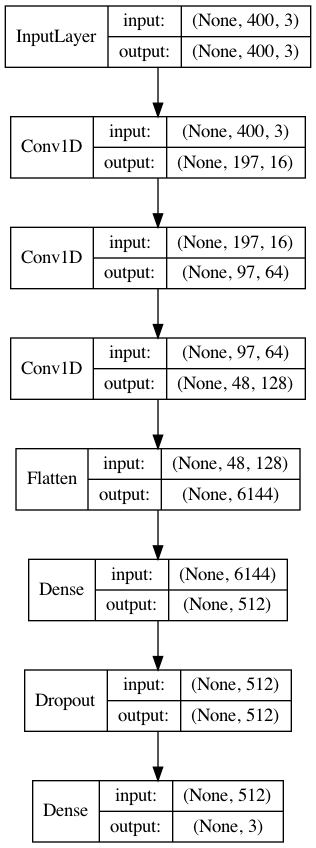 InputLayer
input: (None, 400, 3)
output: (None, 400, 3)
Conv1D
input: (None, 400, 3)
output: (None, 197, 16)
Conv1D
input: (None, 197, 16)
output: (None, 97, 64)
Conv1D
input: (None, 97, 64)
output: (None, 48, 128)
Flatten
input: (None, 48, 128)
output: (None, 6144)
Dense
input: (None, 6144)
output: (None, 512)
Dropout
input: (None, 512)
output: (None, 512)
Dense
input: (None, 512)
output: (None, 3)